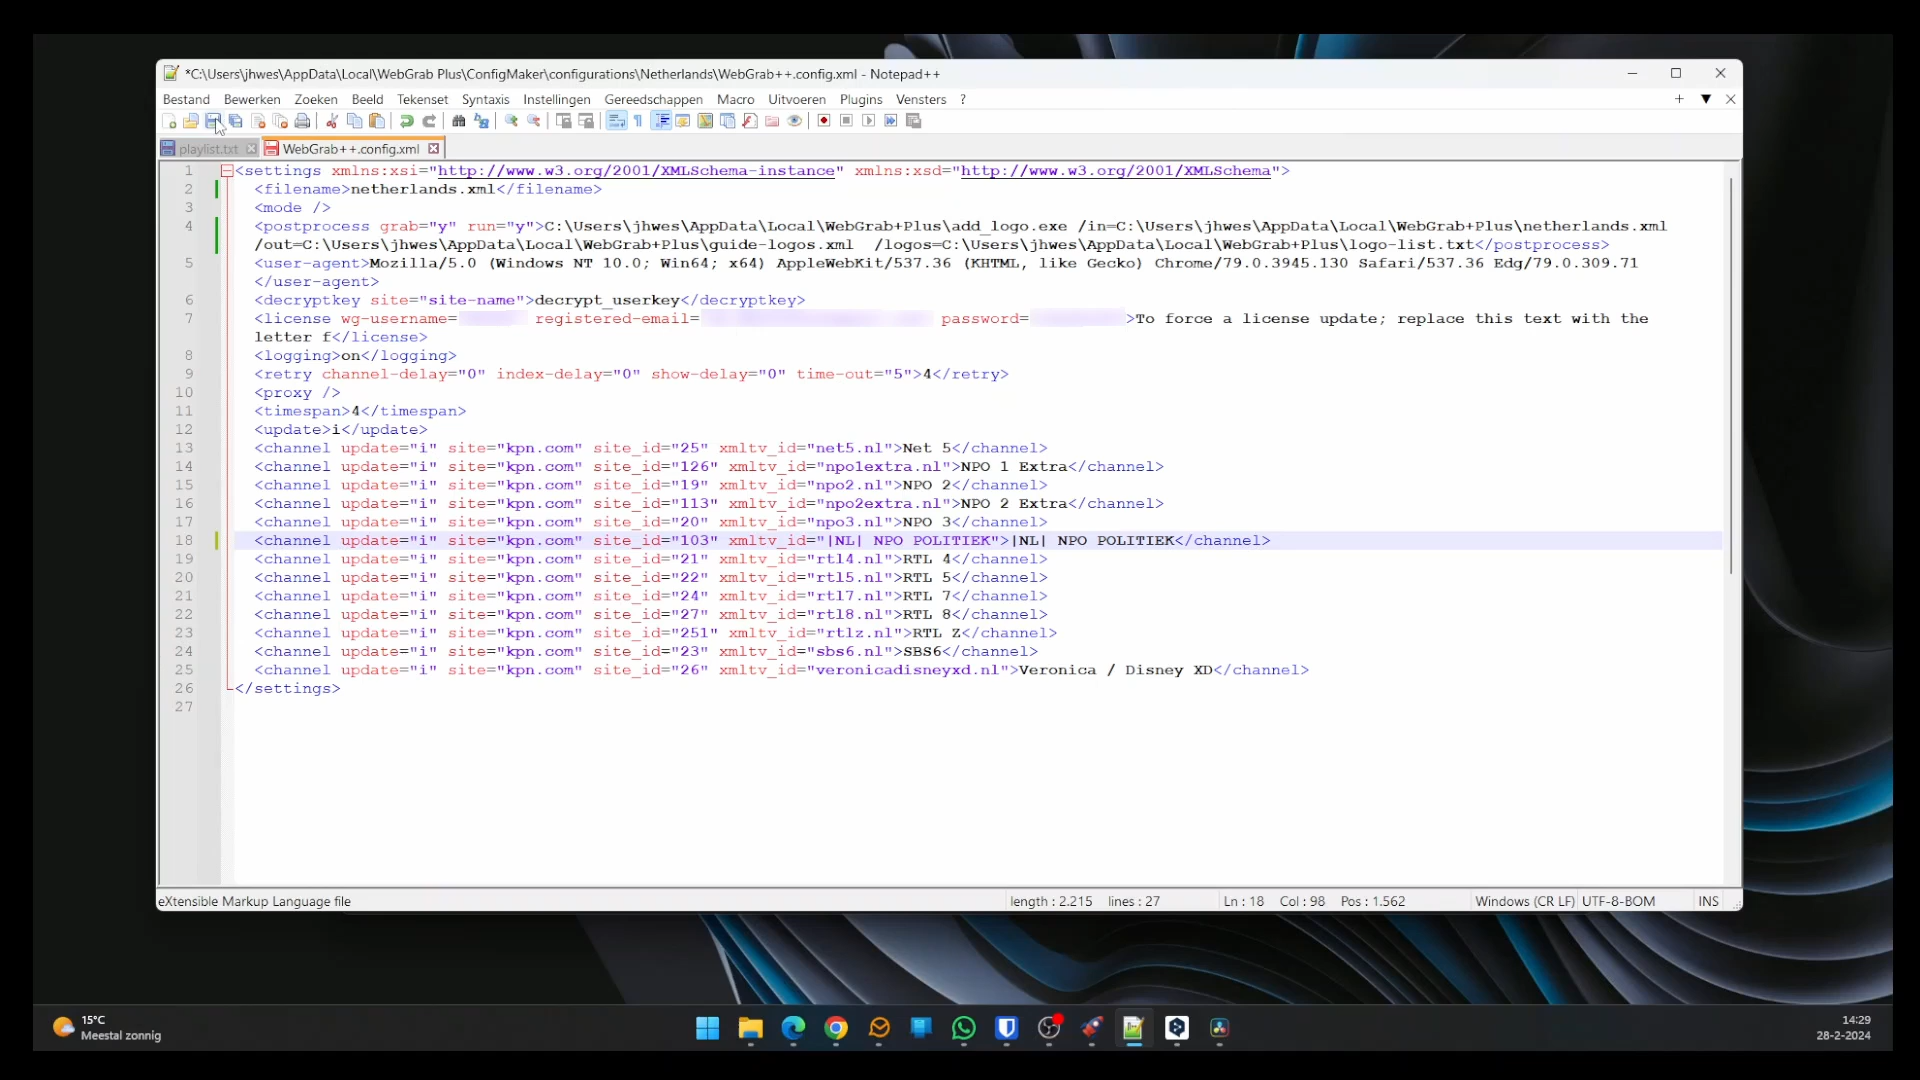 *C:\Users\jhwes\AppData\Local\WebGrab Plus\ConfigMaker\configurations\Netherlands\WebGrab++.config.xml - Notepad++
Bestand Bewerken Zoeken Beeld Tekenset Syntaxis Instellingen Gereedschappen Macro Uitvoeren Plugins Vensters ?
playlist.txt WebGrab++.config.xml
1 <settings xmlns:xsi="http://www.w3.org/2001/XMLSchema-instance" xmlns:xsd="http://www.w3.org/2001/XMLSchema">
2 <filename>netherlands.xml</filename>
3 <mode />
4 <postprocess grab="y" run="y">C:\Users\jhwes\AppData\Local\WebGrab+Plus\add_logo.exe /in=C:\Users\jhwes\AppData\Local\WebGrab+Plus\netherlands.xml
/out=C:\Users\jhwes\AppData\Local\WebGrab+Plus\guide-logos.xml /logos=C:\Users\jhwes\AppData\Local\WebGrab+Plus\logo-list.txt</postprocess>
5 <user-agent>Mozilla/5.0 (Windows NT 10.0; Win64; x64) AppleWebKit/537.36 (KHTML, like Gecko) Chrome/79.0.3945.130 Safari/537.36 Edg/79.0.309.71
</user-agent>
6 <decryptkey site="site-name">decrypt_userkey</decryptkey>
7 <license wg-username= registered-email= password= >To force a license update; replace this text with the
letter f</license>
8 <logging>on</logging>
9 <retry channel-delay="0" index-delay="0" show-delay="0" time-out="5">4</retry>
10 <proxy />
11 <timespan>4</timespan>
12 <update>i</update>
13 <channel update="i" site="kpn.com" site_id="25" xmltv_id="net5.nl">Net 5</channel>
14 <channel update="i" site="kpn.com" site_id="126" xmltv_id="npo1extra.nl">NPO 1 Extra</channel>
15 <channel update="i" site="kpn.com" site_id="19" xmltv_id="npo2.nl">NPO 2</channel>
16 <channel update="i" site="kpn.com" site_id="113" xmltv_id="npo2extra.nl">NPO 2 Extra</channel>
17 <channel update="i" site="kpn.com" site_id="20" xmltv_id="npo3.nl">NPO 3</channel>
18 <channel update="i" site="kpn.com" site_id="103" xmltv_id="|NL| NPO POLITIEK">|NL| NPO POLITIEK</channel>
19 <channel update="i" site="kpn.com" site_id="21" xmltv_id="rtl4.nl">RTL 4</channel>
20 <channel update="i" site="kpn.com" site_id="22" xmltv_id="rtl5.nl">RTL 5</channel>
21 <channel update="i" site="kpn.com" site_id="24" xmltv_id="rtl7.nl">RTL 7</channel>
22 <channel update="i" site="kpn.com" site_id="27" xmltv_id="rtl8.nl">RTL 8</channel>
23 <channel update="i" site="kpn.com" site_id="251" xmltv_id="rtlz.nl">RTL Z</channel>
24 <channel update="i" site="kpn.com" site_id="23" xmltv_id="sbs6.nl">SBS6</channel>
25 <channel update="i" site="kpn.com" site_id="26" xmltv_id="veronicadisneyxd.nl">Veronica / Disney XD</channel>
26 </settings>
27
eXtensible Markup Language file length : 2.215 lines : 27 Ln : 18 Col : 98 Pos : 1.562 Windows (CR LF) UTF-8-BOM INS
15°C
Meestal zonnig
14:29
28-2-2024